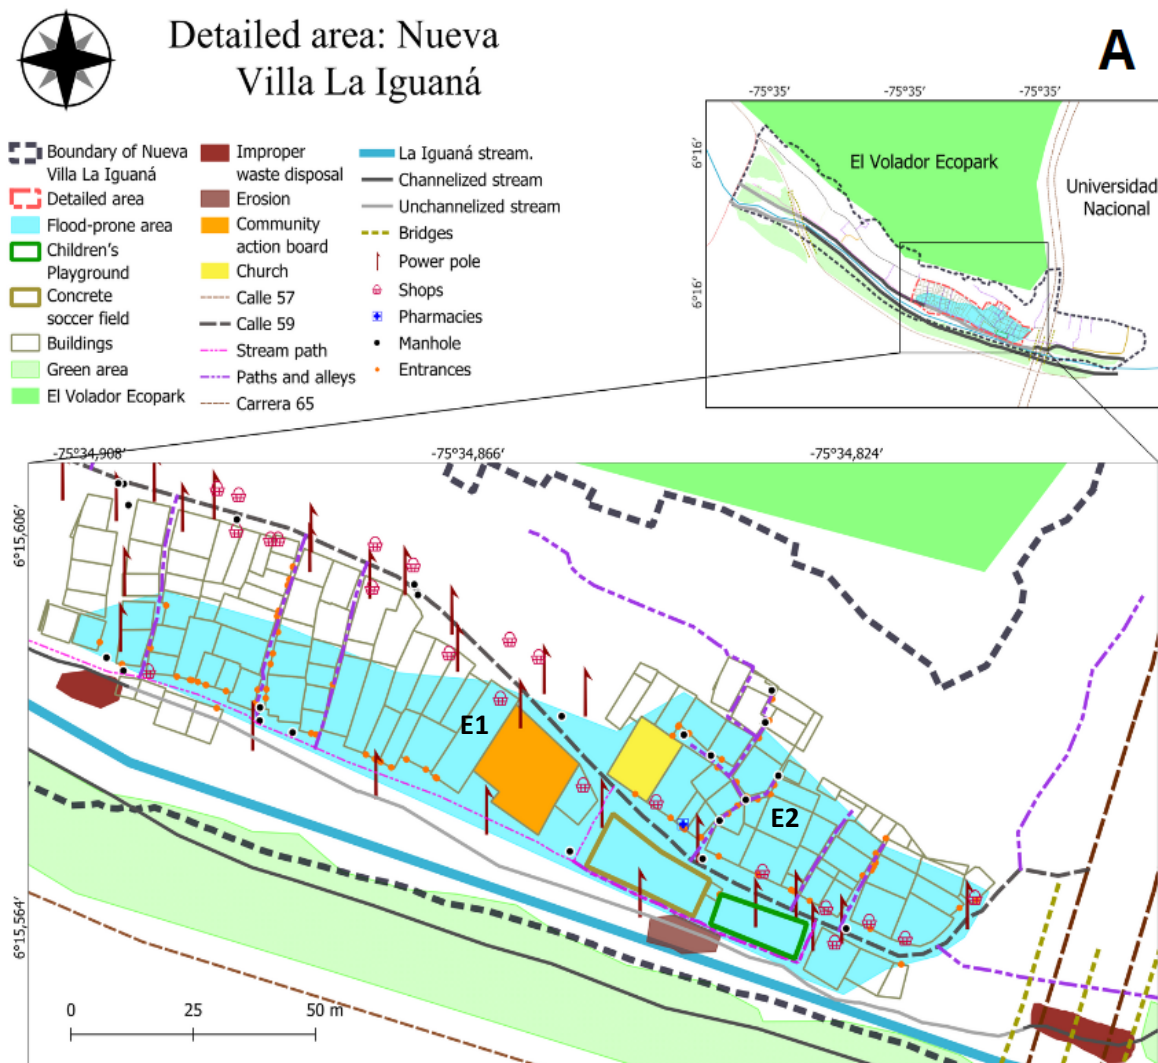 Detailed area: Nueva
Villa La Iguaná
A
Boundary of Nueva
Villa La Iguaná
Detailed area
Flood-prone area
Children's
Playground
Concrete
soccer field
Buildings
Green area
El Volador Ecopark
Improper
waste disposal
Erosion
Community
action board
Church
Calle 57
Calle 59
Stream path
Paths and alleys
Carrera 65
La Iguaná stream.
Channelized stream
Unchannelized stream
Bridges
Power pole
Shops
Pharmacies
Manhole
Entrances
-75°35' -75°35' -75°35'
6°16'
6°16'
El Volador Ecopark
Universidad
Nacional
-75°34,908' -75°34,866' -75°34,824'
6°15,606'
6°15,564'
E1
E2
0 25 50 m